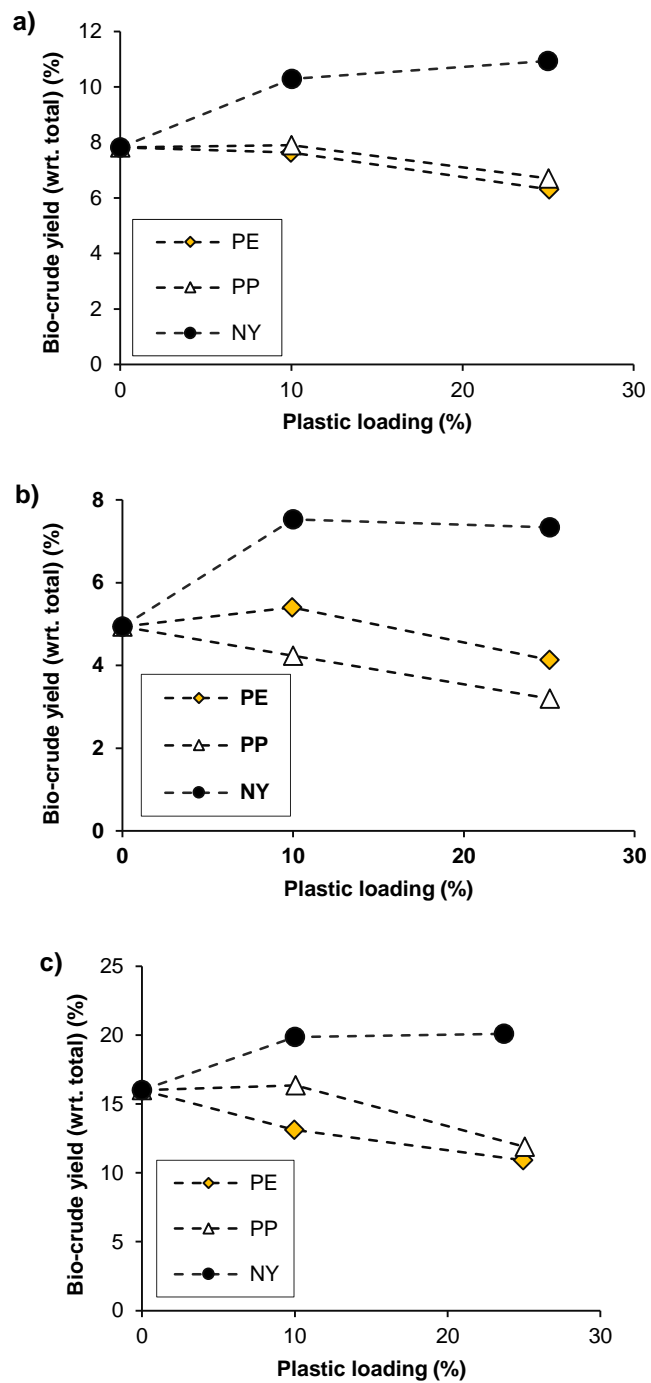 a)
Bio-crude yield (wrt. total) (%)
12
10
8
6
4
2
0
PE
PP
NY
0
10
20
30
Plastic loading (%)
b)
Bio-crude yield (wrt. total) (%)
8
6
4
2
0
PE
PP
NY
0
10
20
30
Plastic loading (%)
c)
Bio-crude yield (wrt. total) (%)
25
20
15
10
5
0
PE
PP
NY
0
10
20
30
Plastic loading (%)